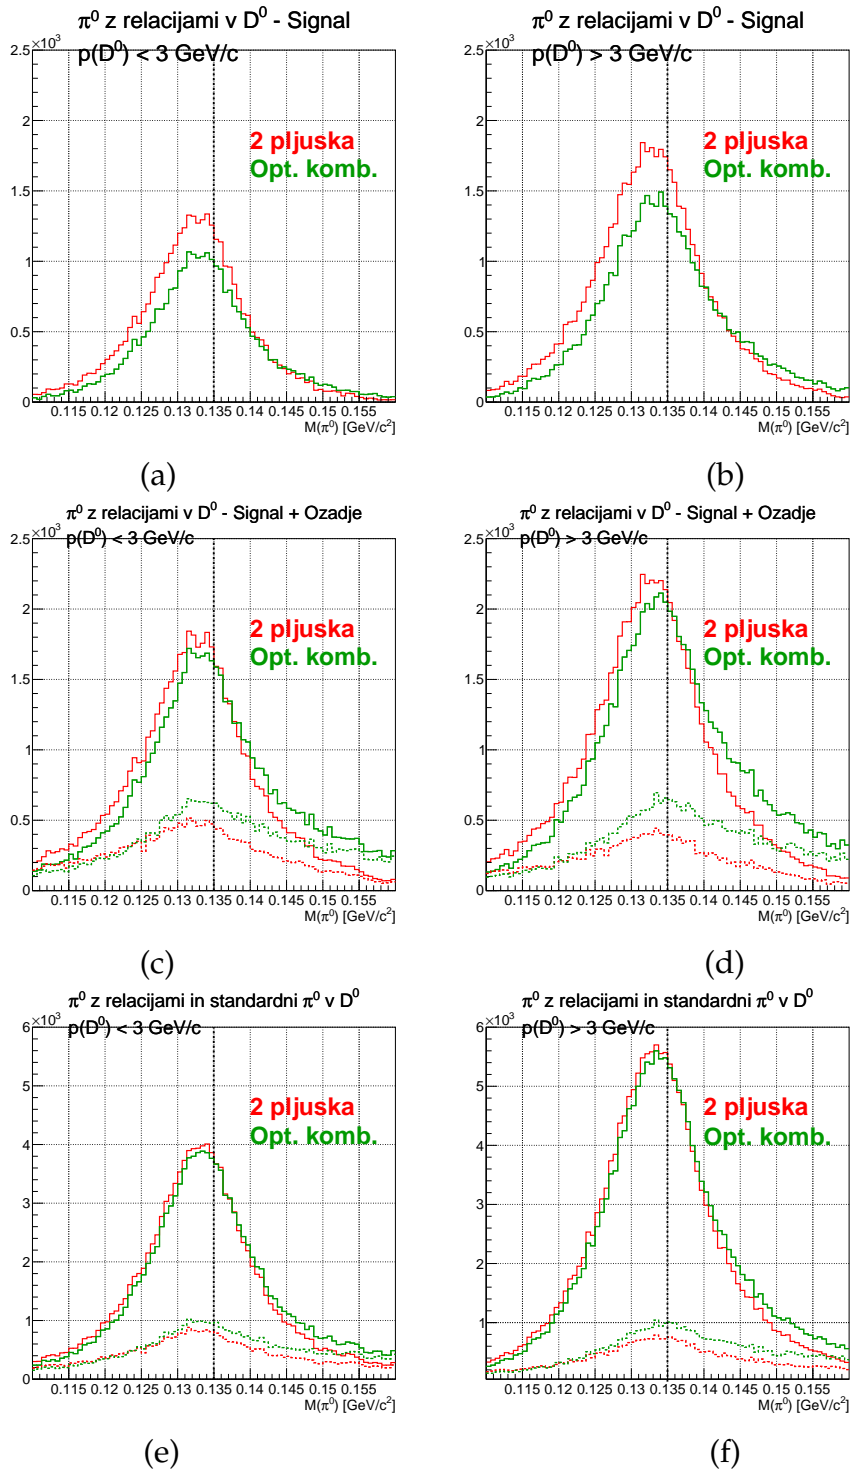 π⁰ z relacijami v D⁰ - Signal
p(D⁰) < 3 GeV/c
×10³
2.5
2
1.5
1
0.5
0
2 pljuska
Opt. komb.
0.115 0.12 0.125 0.13 0.135 0.14 0.145 0.15 0.155
M(π⁰) [GeV/c²]
(a)
π⁰ z relacijami v D⁰ - Signal
p(D⁰) > 3 GeV/c
×10³
2.5
2
1.5
1
0.5
0
2 pljuska
Opt. komb.
0.115 0.12 0.125 0.13 0.135 0.14 0.145 0.15 0.155
M(π⁰) [GeV/c²]
(b)
π⁰ z relacijami v D⁰ - Signal + Ozadje
p(D⁰) < 3 GeV/c
×10³
2.5
2
1.5
1
0.5
0
2 pljuska
Opt. komb.
0.115 0.12 0.125 0.13 0.135 0.14 0.145 0.15 0.155
M(π⁰) [GeV/c²]
(c)
π⁰ z relacijami v D⁰ - Signal + Ozadje
p(D⁰) > 3 GeV/c
×10³
2.5
2
1.5
1
0.5
0
2 pljuska
Opt. komb.
0.115 0.12 0.125 0.13 0.135 0.14 0.145 0.15 0.155
M(π⁰) [GeV/c²]
(d)
π⁰ z relacijami in standardni π⁰ v D⁰
p(D⁰) < 3 GeV/c
×10³
6
5
4
3
2
1
0
2 pljuska
Opt. komb.
0.115 0.12 0.125 0.13 0.135 0.14 0.145 0.15 0.155
M(π⁰) [GeV/c²]
(e)
π⁰ z relacijami in standardni π⁰ v D⁰
p(D⁰) > 3 GeV/c
×10³
6
5
4
3
2
1
2 pljuska
Opt. komb.
0.115 0.12 0.125 0.13 0.135 0.14 0.145 0.15 0.155
M(π⁰) [GeV/c²]
(f)